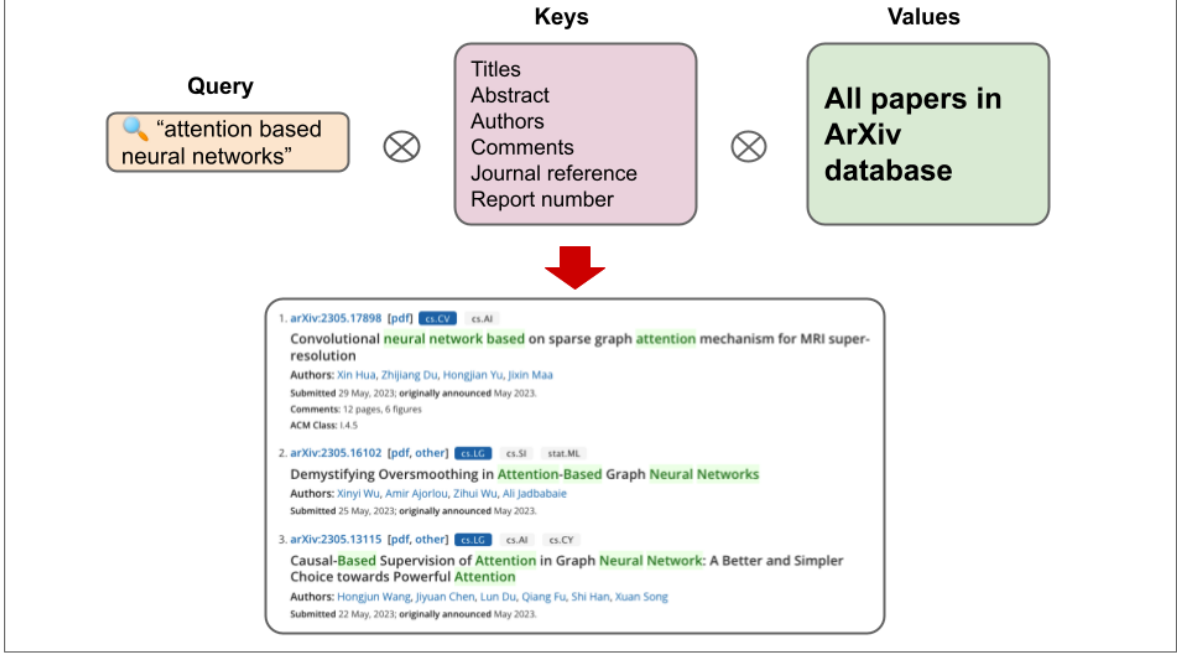 Keys
Values
Query
"attention based
neural networks"
Titles
Abstract
Authors
Comments
Journal reference
Report number
All papers in
ArXiv
database
1. arXiv:2305.17898 [pdf] cs.CV cs.AI
Convolutional neural network based on sparse graph attention mechanism for MRI super-
resolution
Authors: Xin Hua, Zhijiang Du, Hongjian Yu, Jixin Maa
Submitted 29 May, 2023; originally announced May 2023.
Comments: 12 pages, 6 figures
ACM Class: I.4.5
2. arXiv:2305.16102 [pdf, other] cs.LG cs.SI stat.ML
Demystifying Oversmoothing in Attention-Based Graph Neural Networks
Authors: Xinyi Wu, Amir Ajorlou, Zihui Wu, Ali Jadbabaie
Submitted 25 May, 2023; originally announced May 2023.
3. arXiv:2305.13115 [pdf, other] cs.LG cs.AI cs.CY
Causal-Based Supervision of Attention in Graph Neural Network: A Better and Simpler
Choice towards Powerful Attention
Authors: Hongjun Wang, Jiyuan Chen, Lun Du, Qiang Fu, Shi Han, Xuan Song
Submitted 22 May, 2023; originally announced May 2023.